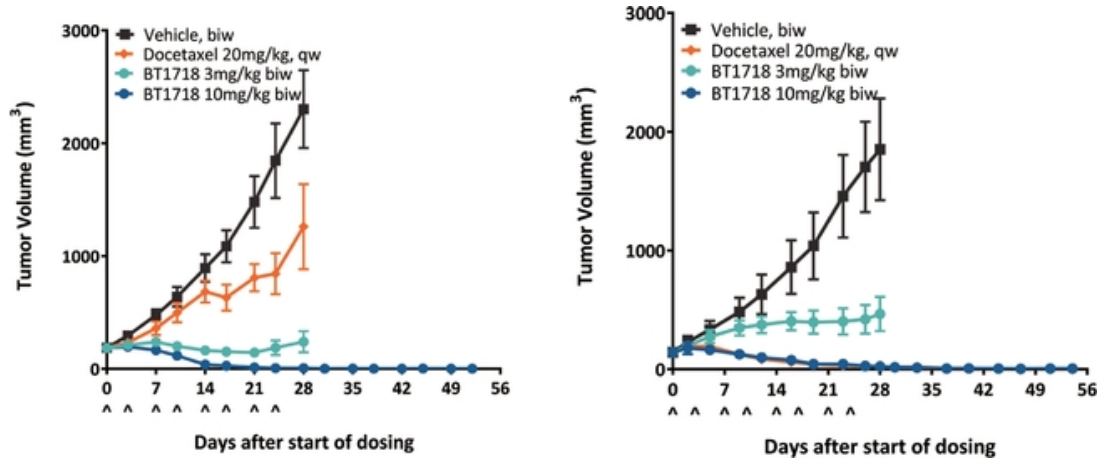 3000
Vehicle, biw
Docetaxel 20mg/kg, qw
BT1718 3mg/kg biw
BT1718 10mg/kg biw
2000
1000
0
Tumor Volume (mm³)
0 7 14 21 28 35 42 49 56
^ ^ ^ ^ ^ ^ ^ ^
Days after start of dosing
3000
Vehicle, biw
Docetaxel 20mg/kg, qw
BT1718 3mg/kg biw
BT1718 10mg/kg biw
2000
1000
0
Tumor Volume (mm³)
0 7 14 21 28 35 42 49 56
^ ^ ^ ^ ^ ^ ^ ^
Days after start of dosing